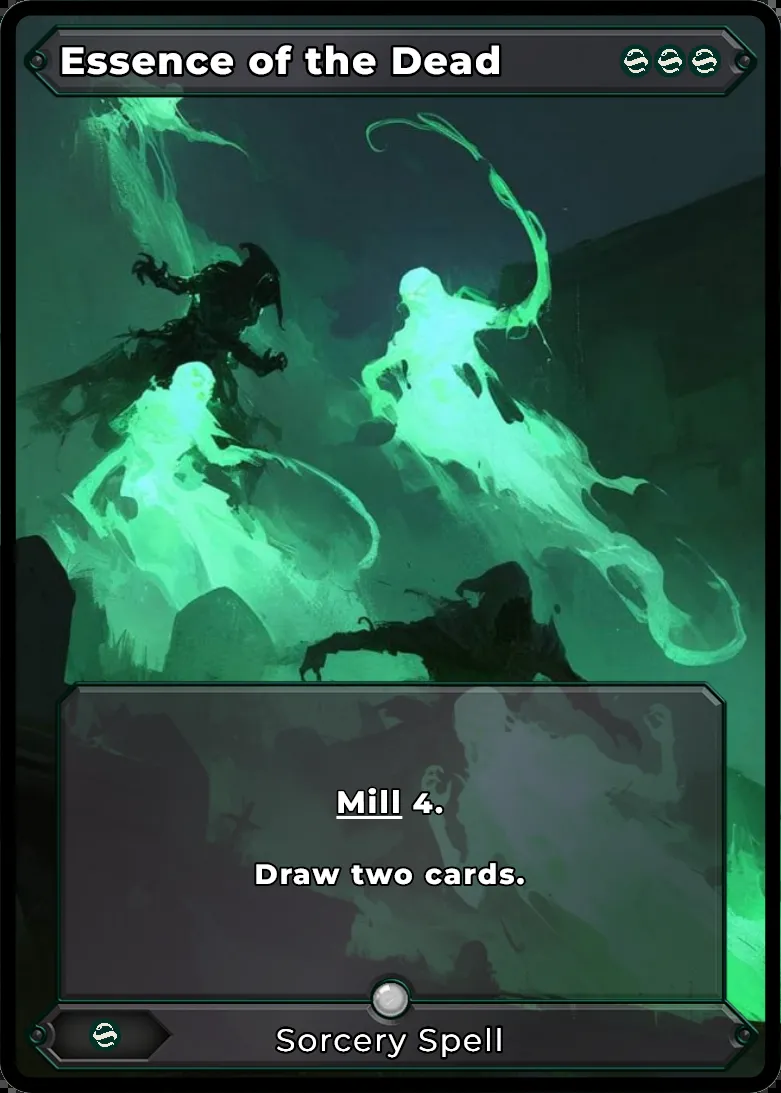 Essence of the Dead
Mill 4.
Draw two cards.
Sorcery Spell